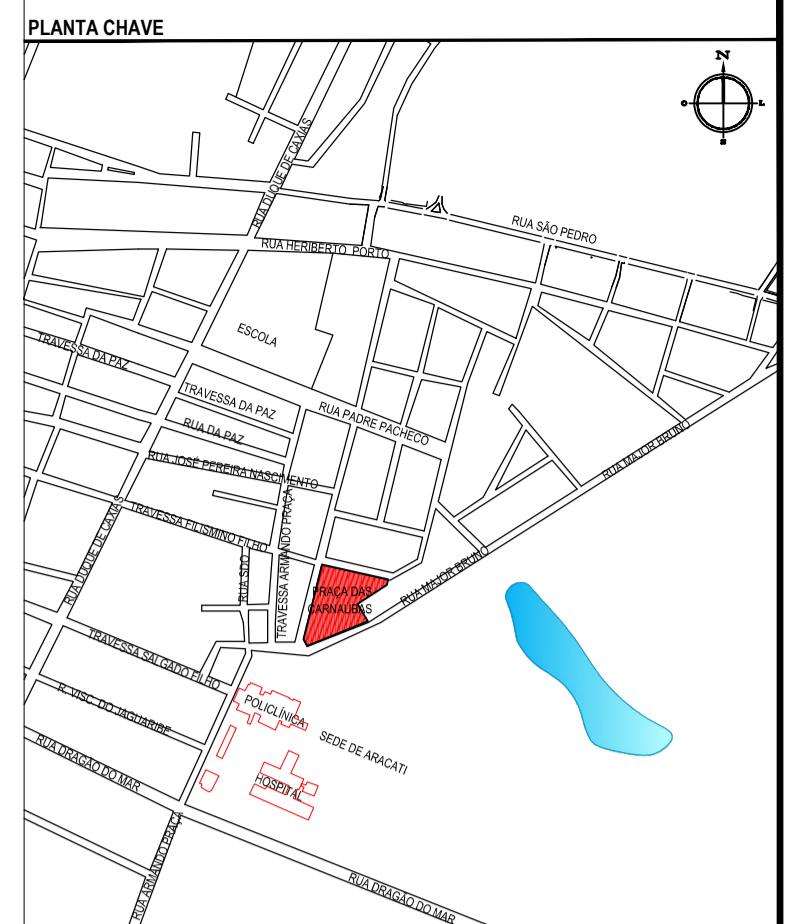 PLANTA CHAVE
N
O
L
S
RUA DUQUE DE CAXIAS
RUA SÃO PEDRO
RUA HERIBERTO PORTO
ESCOLA
TRAVESSA DA PAZ
TRAVESSA DA PAZ
RUA PADRE PACHECO
RUA DA PAZ
RUA MAJOR BRUNO
RUA JOSÉ PEREIRA NASCIMENTO
TRAVESSA FILISMINO FILHO
RUA DUQUE DE CAXIAS
TRAVESSA ARMANDO PRAÇA
RUA SDO
PRAÇA DAS
CARNAÚBAS
RUA MAJOR BRUNO
TRAVESSA SALGADO FILHO
R. VISC. DO JAGUARIBE
POLICLÍNICA
SEDE DE ARACATI
HOSPITAL
RUA DRAGÃO DO MAR
RUA ARMANDO PRAÇA
RUA DRAGÃO DO MAR